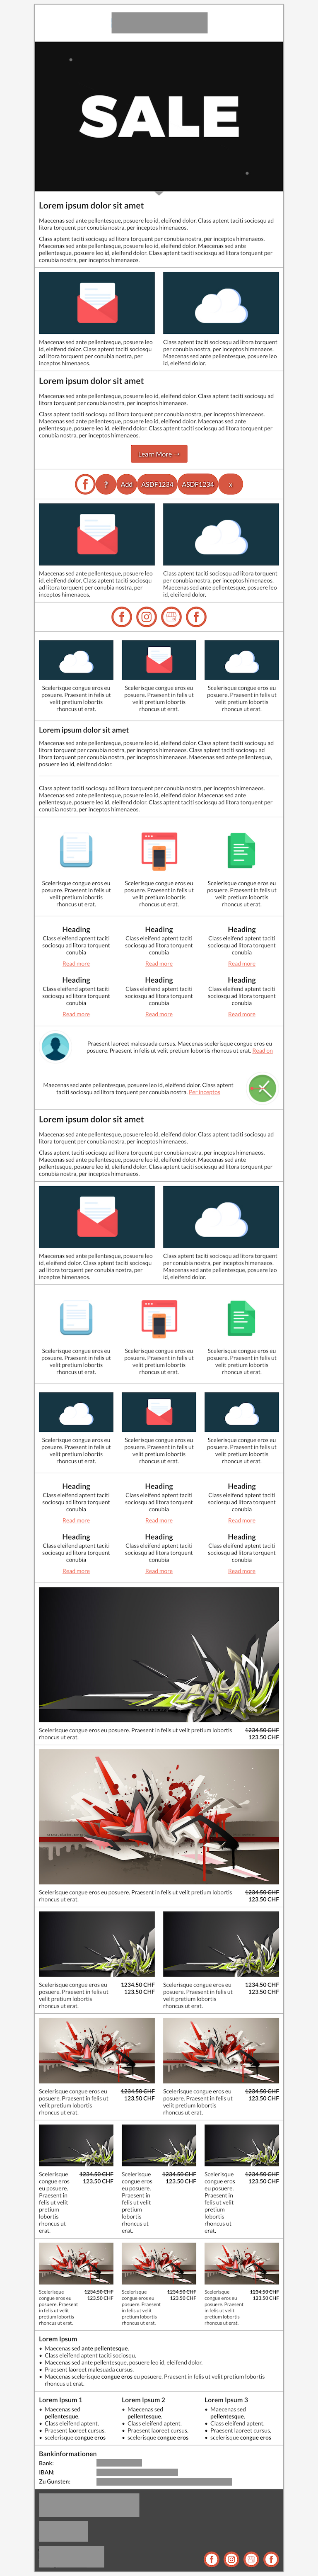 SALE
Lorem ipsum dolor sit amet
Maecenas sed ante pellentesque, posuere leo id, eleifend dolor. Class aptent taciti sociosqu ad
litora torquent per conubia nostra, per inceptos himenaeos.
Class aptent taciti sociosqu ad litora torquent per conubia nostra, per inceptos himenaeos.
Maecenas sed ante pellentesque, posuere leo id, eleifend dolor. Maecenas sed ante
pellentesque, posuere leo id, eleifend dolor. Class aptent taciti sociosqu ad litora torquent per
conubia nostra, per inceptos himenaeos.
Maecenas sed ante pellentesque, posuere leo
id, eleifend dolor. Class aptent taciti sociosqu
ad litora torquent per conubia nostra, per
inceptos himenaeos.
Class aptent taciti sociosqu ad litora torquent
per conubia nostra, per inceptos himenaeos.
Maecenas sed ante pellentesque, posuere leo
id, eleifend dolor.
Lorem ipsum dolor sit amet
Maecenas sed ante pellentesque, posuere leo id, eleifend dolor. Class aptent taciti sociosqu ad
litora torquent per conubia nostra, per inceptos himenaeos.
Class aptent taciti sociosqu ad litora torquent per conubia nostra, per inceptos himenaeos.
Maecenas sed ante pellentesque, posuere leo id, eleifend dolor. Maecenas sed ante
pellentesque, posuere leo id, eleifend dolor. Class aptent taciti sociosqu ad litora torquent per
conubia nostra, per inceptos himenaeos.
Learn More →
f ? Add ASDF1234 ASDF1234 x
Maecenas sed ante pellentesque, posuere leo
id, eleifend dolor. Class aptent taciti sociosqu
ad litora torquent per conubia nostra, per
inceptos himenaeos.
Class aptent taciti sociosqu ad litora torquent
per conubia nostra, per inceptos himenaeos.
Maecenas sed ante pellentesque, posuere leo
id, eleifend dolor.
Scelerisque congue eros eu
posuere. Praesent in felis ut
velit pretium lobortis
rhoncus ut erat.
Scelerisque congue eros eu
posuere. Praesent in felis ut
velit pretium lobortis
rhoncus ut erat.
Scelerisque congue eros eu
posuere. Praesent in felis ut
velit pretium lobortis
rhoncus ut erat.
Lorem ipsum dolor sit amet
Maecenas sed ante pellentesque, posuere leo id, eleifend dolor. Class aptent taciti sociosqu ad
litora torquent per conubia nostra, per inceptos himenaeos. Class aptent taciti sociosqu ad
litora torquent per conubia nostra, per inceptos himenaeos. Maecenas sed ante pellentesque,
posuere leo id, eleifend dolor.
Class aptent taciti sociosqu ad litora torquent per conubia nostra, per inceptos himenaeos.
Maecenas sed ante pellentesque, posuere leo id, eleifend dolor. Maecenas sed ante
pellentesque, posuere leo id, eleifend dolor. Class aptent taciti sociosqu ad litora torquent per
conubia nostra, per inceptos himenaeos.
Scelerisque congue eros eu
posuere. Praesent in felis ut
velit pretium lobortis
rhoncus ut erat.
Scelerisque congue eros eu
posuere. Praesent in felis ut
velit pretium lobortis
rhoncus ut erat.
Scelerisque congue eros eu
posuere. Praesent in felis ut
velit pretium lobortis
rhoncus ut erat.
Heading
Class eleifend aptent taciti
sociosqu ad litora torquent
conubia
Read more
Heading
Class eleifend aptent taciti
sociosqu ad litora torquent
conubia
Read more
Heading
Class eleifend aptent taciti
sociosqu ad litora torquent
conubia
Read more
Heading
Class eleifend aptent taciti
sociosqu ad litora torquent
conubia
Read more
Heading
Class eleifend aptent taciti
sociosqu ad litora torquent
conubia
Read more
Heading
Class eleifend aptent taciti
sociosqu ad litora torquent
conubia
Read more
Praesent laoreet malesuada cursus. Maecenas scelerisque congue eros eu
posuere. Praesent in felis ut velit pretium lobortis rhoncus ut erat. Read on
Maecenas sed ante pellentesque, posuere leo id, eleifend dolor. Class aptent
taciti sociosqu ad litora torquent per conubia nostra. Per inceptos
Lorem ipsum dolor sit amet
Maecenas sed ante pellentesque, posuere leo id, eleifend dolor. Class aptent taciti sociosqu ad
litora torquent per conubia nostra, per inceptos himenaeos.
Class aptent taciti sociosqu ad litora torquent per conubia nostra, per inceptos himenaeos.
Maecenas sed ante pellentesque, posuere leo id, eleifend dolor. Maecenas sed ante
pellentesque, posuere leo id, eleifend dolor. Class aptent taciti sociosqu ad litora torquent per
conubia nostra, per inceptos himenaeos.
Maecenas sed ante pellentesque, posuere leo
id, eleifend dolor. Class aptent taciti sociosqu
ad litora torquent per conubia nostra, per
inceptos himenaeos.
Class aptent taciti sociosqu ad litora torquent
per conubia nostra, per inceptos himenaeos.
Maecenas sed ante pellentesque, posuere leo
id, eleifend dolor.
Scelerisque congue eros eu
posuere. Praesent in felis ut
velit pretium lobortis
rhoncus ut erat.
Scelerisque congue eros eu
posuere. Praesent in felis ut
velit pretium lobortis
rhoncus ut erat.
Scelerisque congue eros eu
posuere. Praesent in felis ut
velit pretium lobortis
rhoncus ut erat.
Scelerisque congue eros eu
posuere. Praesent in felis ut
velit pretium lobortis
rhoncus ut erat.
Scelerisque congue eros eu
posuere. Praesent in felis ut
velit pretium lobortis
rhoncus ut erat.
Scelerisque congue eros eu
posuere. Praesent in felis ut
velit pretium lobortis
rhoncus ut erat.
Heading
Class eleifend aptent taciti
sociosqu ad litora torquent
conubia
Read more
Heading
Class eleifend aptent taciti
sociosqu ad litora torquent
conubia
Read more
Heading
Class eleifend aptent taciti
sociosqu ad litora torquent
conubia
Read more
Heading
Class eleifend aptent taciti
sociosqu ad litora torquent
conubia
Read more
Heading
Class eleifend aptent taciti
sociosqu ad litora torquent
conubia
Read more
Heading
Class eleifend aptent taciti
sociosqu ad litora torquent
conubia
Read more
Scelerisque congue eros eu posuere. Praesent in felis ut velit pretium lobortis
rhoncus ut erat.
1234.50 CHF
123.50 CHF
Scelerisque congue eros eu posuere. Praesent in felis ut velit pretium lobortis
rhoncus ut erat.
1234.50 CHF
123.50 CHF
Scelerisque congue eros eu
posuere. Praesent in felis ut
velit pretium lobortis
rhoncus ut erat.
1234.50 CHF
123.50 CHF
Scelerisque congue eros eu
posuere. Praesent in felis ut
velit pretium lobortis
rhoncus ut erat.
1234.50 CHF
123.50 CHF
Scelerisque congue eros eu
posuere. Praesent in felis ut
velit pretium lobortis
rhoncus ut erat.
1234.50 CHF
123.50 CHF
Scelerisque congue eros eu
posuere. Praesent in felis ut
velit pretium lobortis
rhoncus ut erat.
1234.50 CHF
123.50 CHF
Scelerisque
congue eros
eu posuere.
Praesent in
felis ut velit
pretium
lobortis
rhoncus ut
erat.
1234.50 CHF
123.50 CHF
Scelerisque
congue eros
eu posuere.
Praesent in
felis ut velit
pretium
lobortis
rhoncus ut
erat.
1234.50 CHF
123.50 CHF
Scelerisque
congue eros
eu posuere.
Praesent in
felis ut velit
pretium
lobortis
rhoncus ut
erat.
1234.50 CHF
123.50 CHF
Scelerisque
congue eros eu
posuere. Praesent
in felis ut velit
pretium lobortis
rhoncus ut erat.
1234.50 CHF
123.50 CHF
Scelerisque
congue eros eu
posuere. Praesent
in felis ut velit
pretium lobortis
rhoncus ut erat.
1234.50 CHF
123.50 CHF
Scelerisque
congue eros eu
posuere. Praesent
in felis ut velit
pretium lobortis
rhoncus ut erat.
1234.50 CHF
123.50 CHF
Lorem Ipsum
• Maecenas sed ante pellentesque.
• Class eleifend aptent taciti sociosqu.
• Maecenas sed ante pellentesque, posuere leo id, eleifend dolor.
• Praesent laoreet malesuada cursus.
• Maecenas scelerisque congue eros eu posuere. Praesent in felis ut velit pretium lobortis
rhoncus ut erat.
Lorem Ipsum 1
• Maecenas sed
pellentesque.
• Class eleifend aptent.
• Praesent laoreet cursus.
• scelerisque congue eros
Lorem Ipsum 2
• Maecenas sed
pellentesque.
• Class eleifend aptent.
• Praesent laoreet cursus.
• scelerisque congue eros
Lorem Ipsum 3
• Maecenas sed
pellentesque.
• Class eleifend aptent.
• Praesent laoreet cursus.
• scelerisque congue eros
Bankinformationen
Bank:
IBAN:
Zu Gunsten: